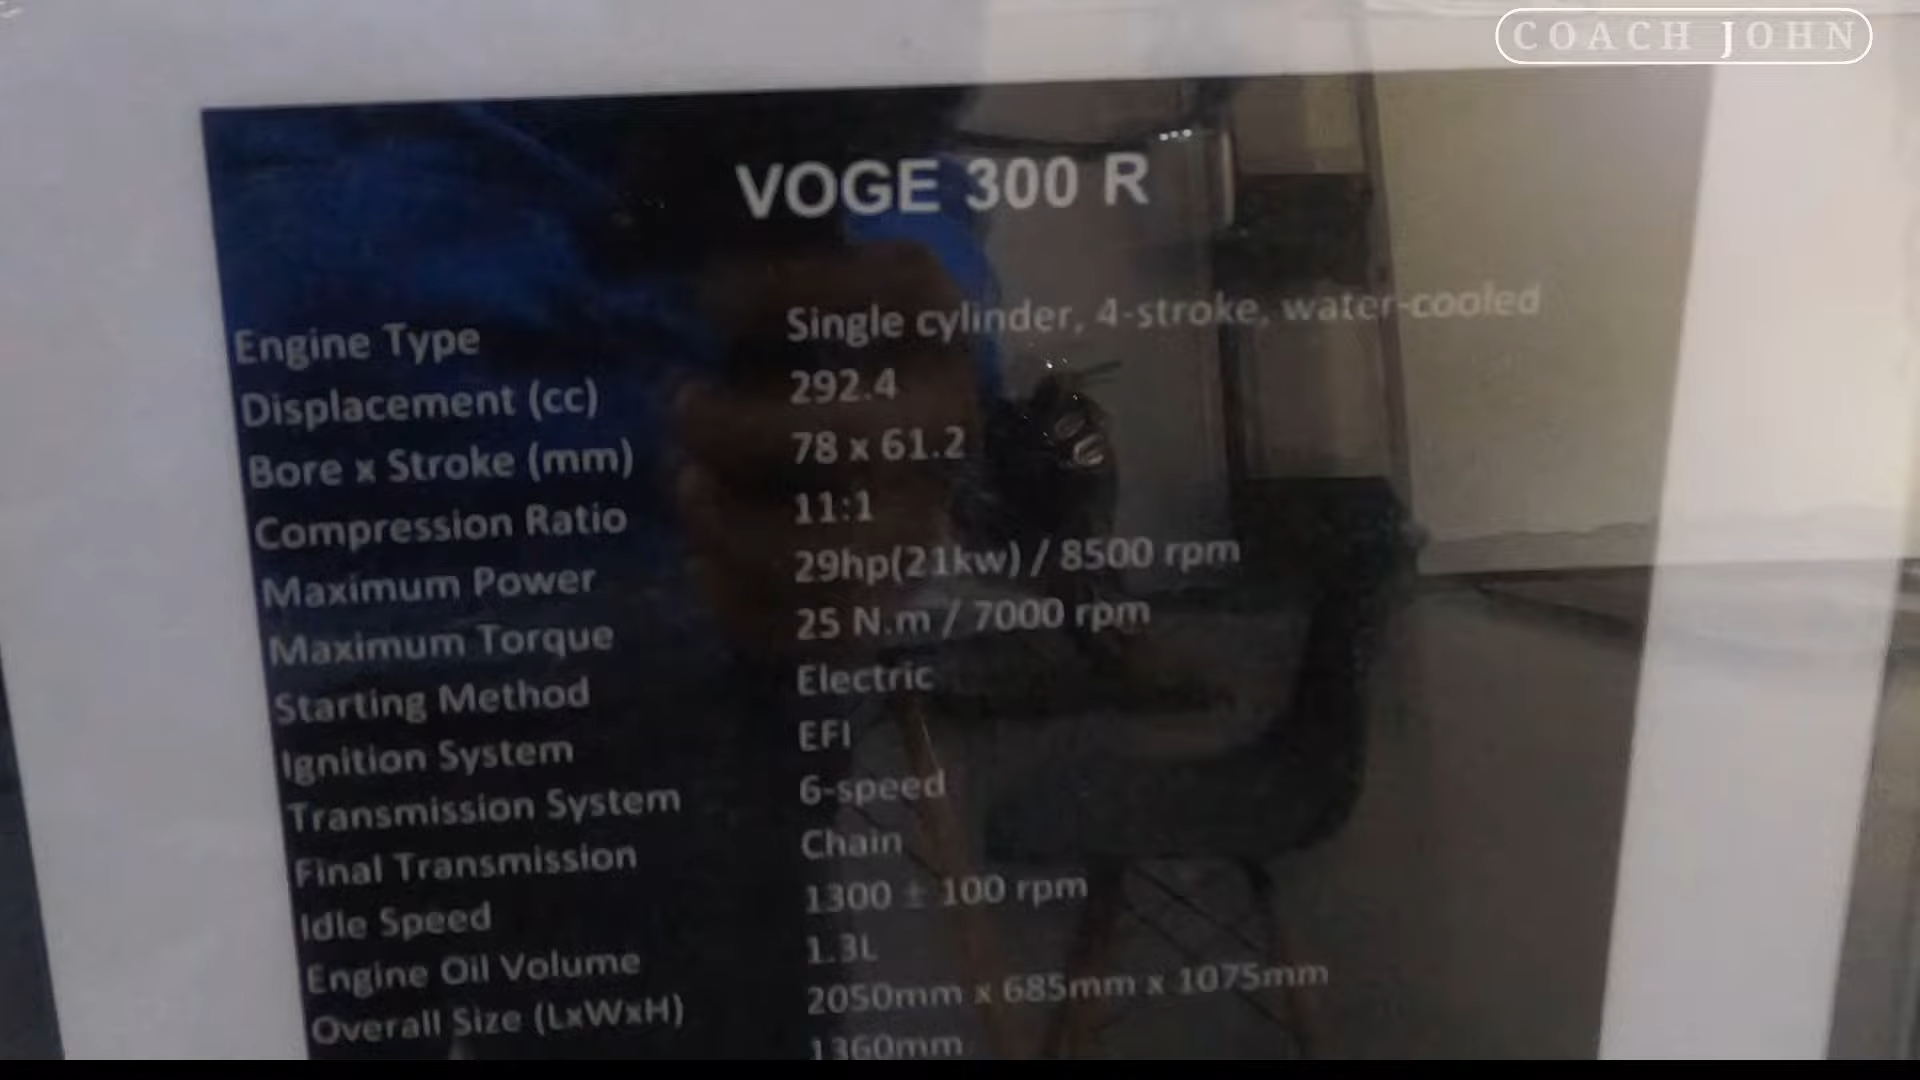 COACH JOHN
VOGE 300 R
Engine Type Single cylinder, 4-stroke, water-cooled
Displacement (cc) 292.4
Bore x Stroke (mm) 78 x 61.2
Compression Ratio 11:1
Maximum Power 29hp(21kw) / 8500 rpm
Maximum Torque 25 N.m / 7000 rpm
Starting Method Electric
Ignition System EFI
Transmission System 6-speed
Final Transmission Chain
Idle Speed 1300 ± 100 rpm
Engine Oil Volume 1.3L
Overall Size (LxWxH) 2050mm x 685mm x 1075mm
1360mm